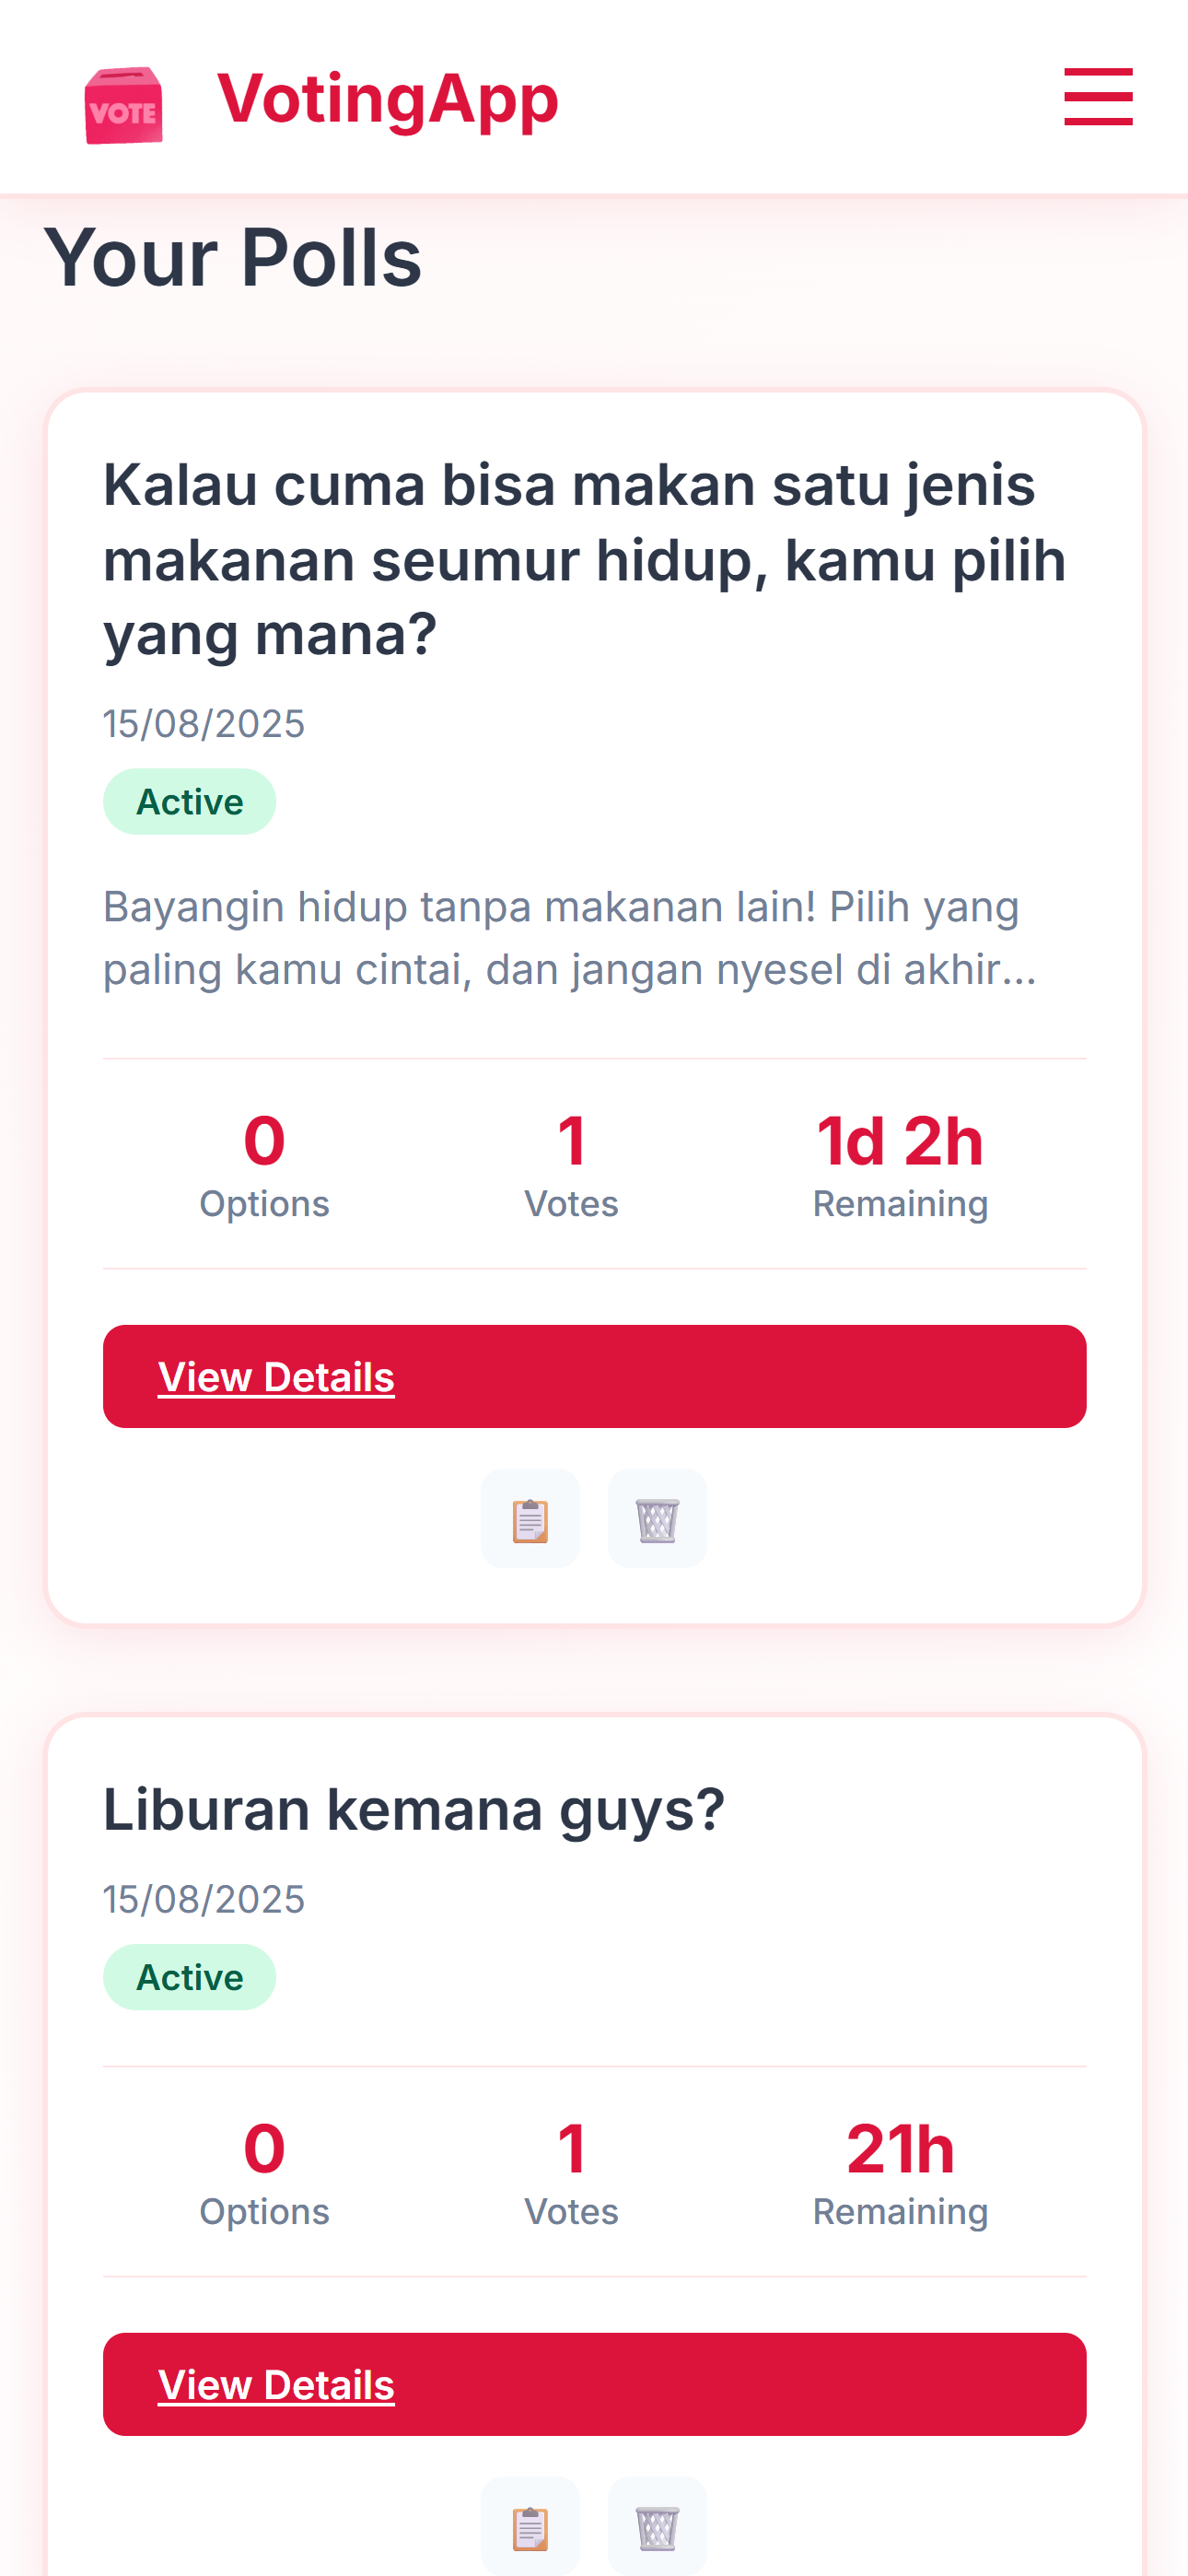 VOTE
VotingApp
Your Polls
Kalau cuma bisa makan satu jenis
makanan seumur hidup, kamu pilih
yang mana?
15/08/2025
Active
Bayangin hidup tanpa makanan lain! Pilih yang
paling kamu cintai, dan jangan nyesel di akhir...
0 1 1d 2h
Options Votes Remaining
View Details
Liburan kemana guys?
15/08/2025
Active
0 1 21h
Options Votes Remaining
View Details